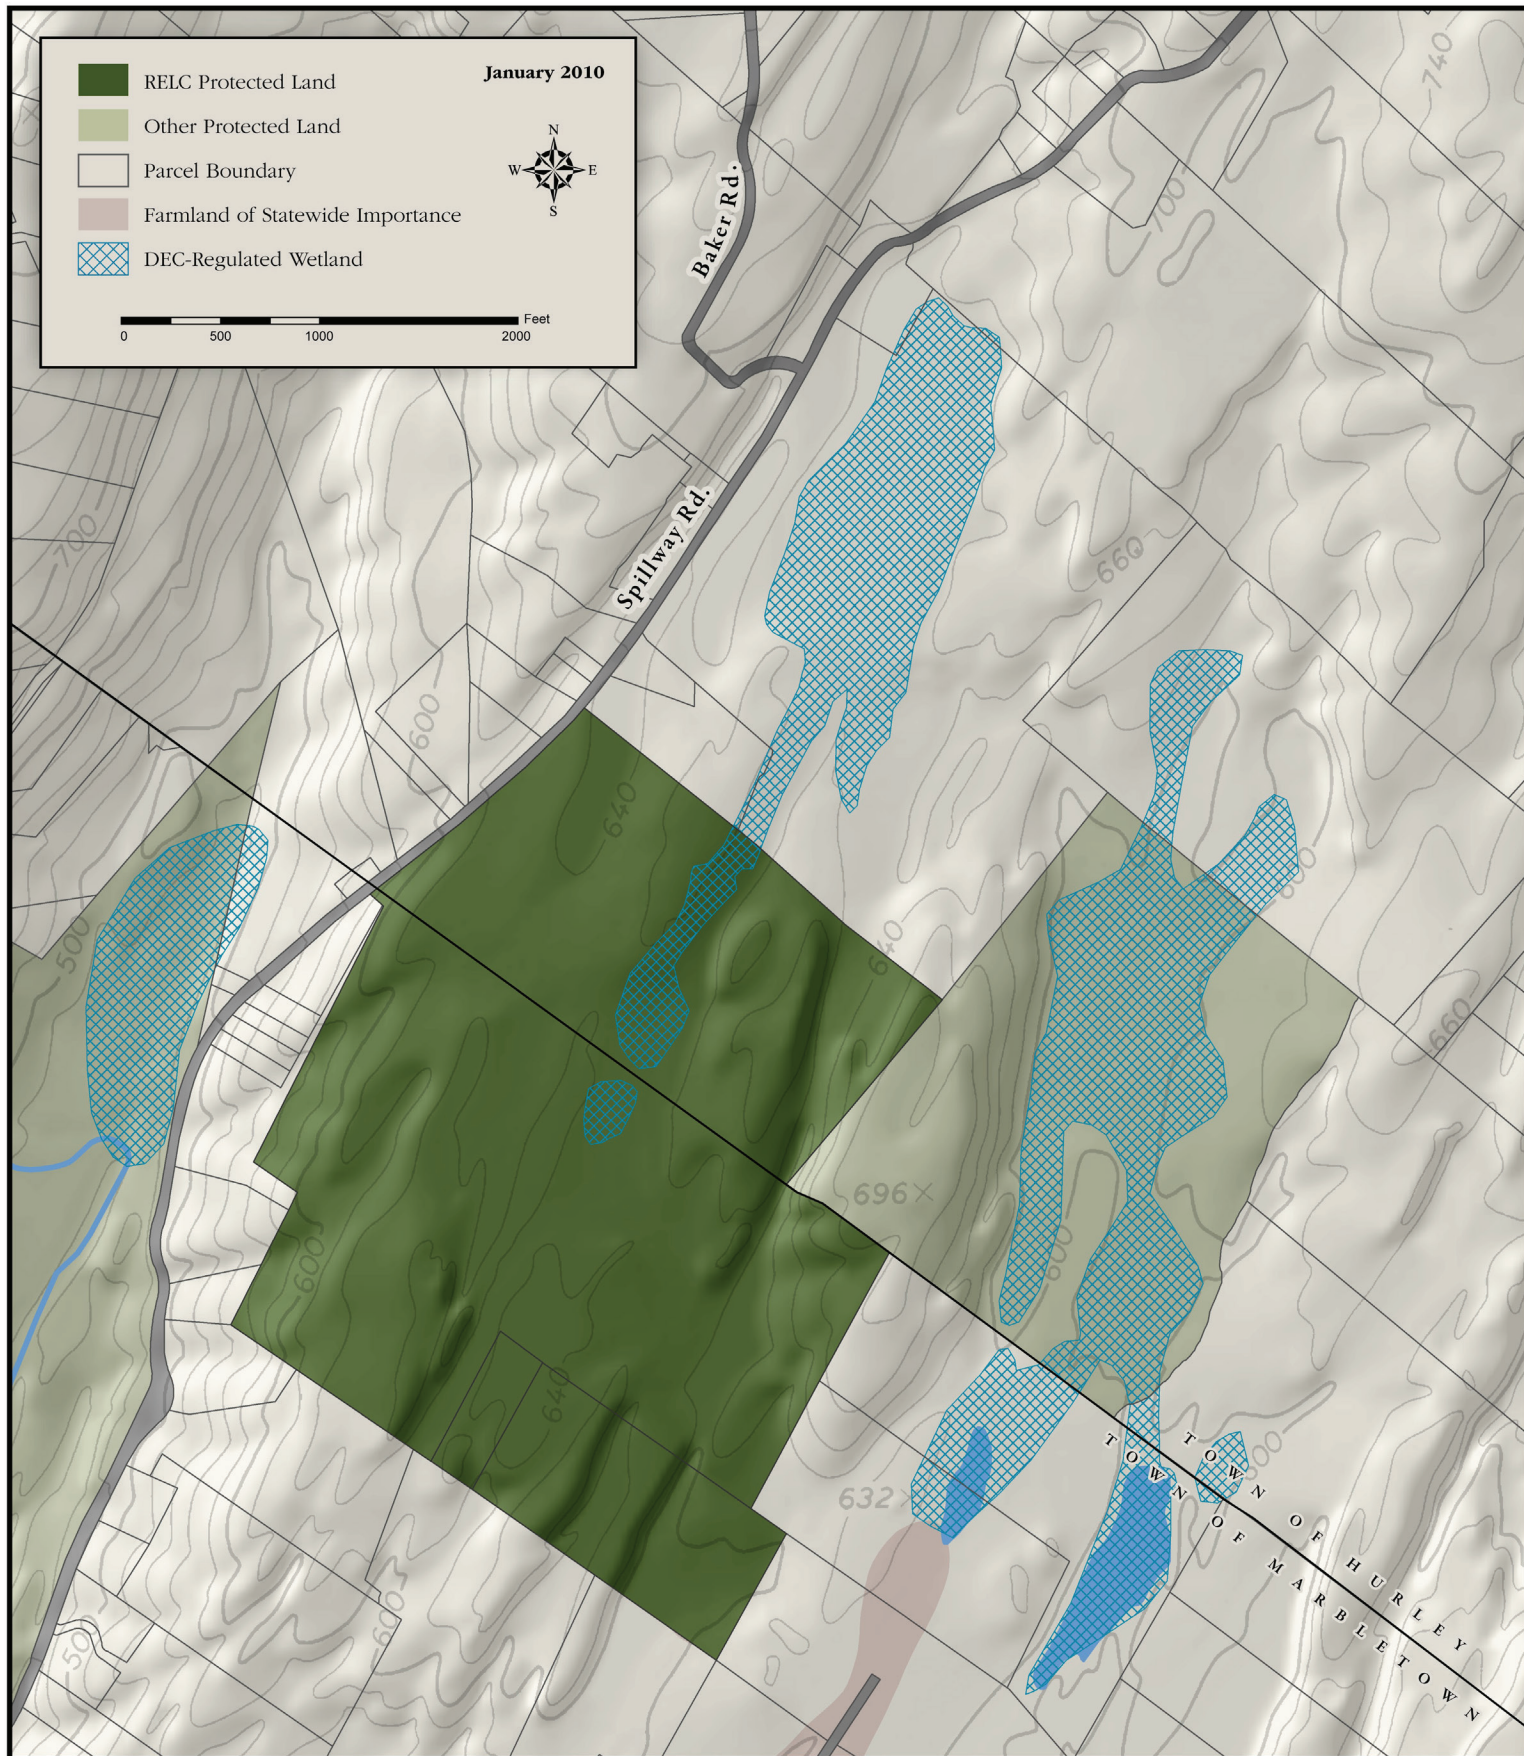 RELC Protected Land
January 2010
Other Protected Land
N
W E
S
Parcel Boundary
Farmland of Statewide Importance
DEC-Regulated Wetland
Feet
0 500 1000 2000
Baker Rd.
Spillway Rd.
740
700
700
660
600
640
500
640
600
660
696
600
600
640
632
500
600
500
TOWN OF HURLEY
TOWN OF MARBLETOWN